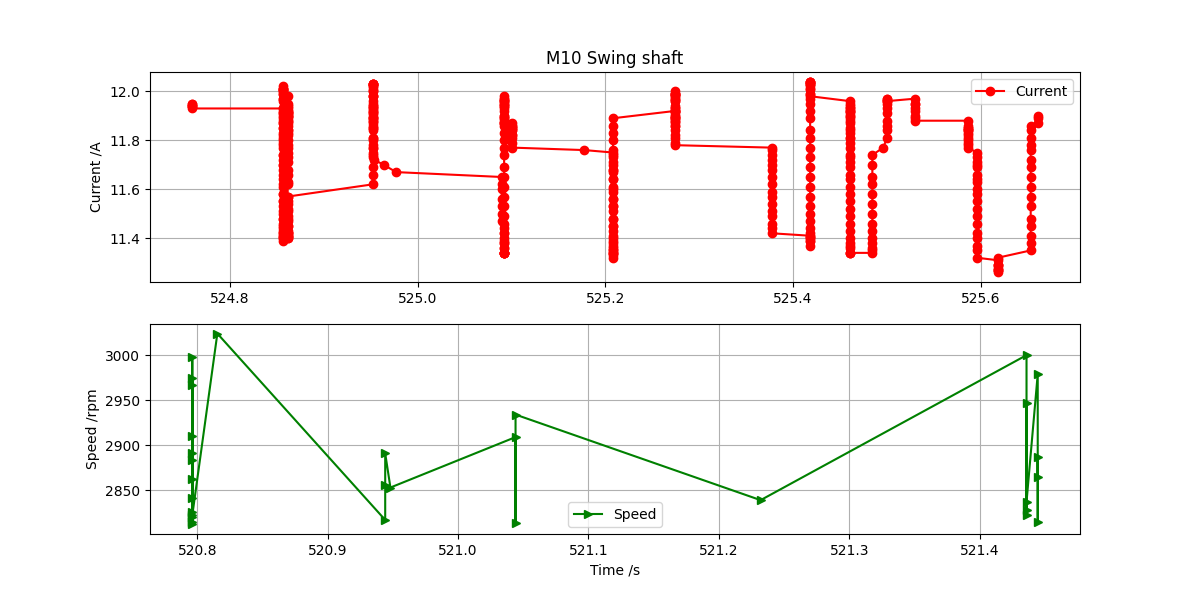 M10 Swing shaft
Current /A
12.0
11.8
11.6
11.4
Current
524.8 525.0 525.2 525.4 525.6
Speed /rpm
3000
2950
2900
2850
Speed
520.8 520.9 521.0 521.1 521.2 521.3 521.4
Time /s